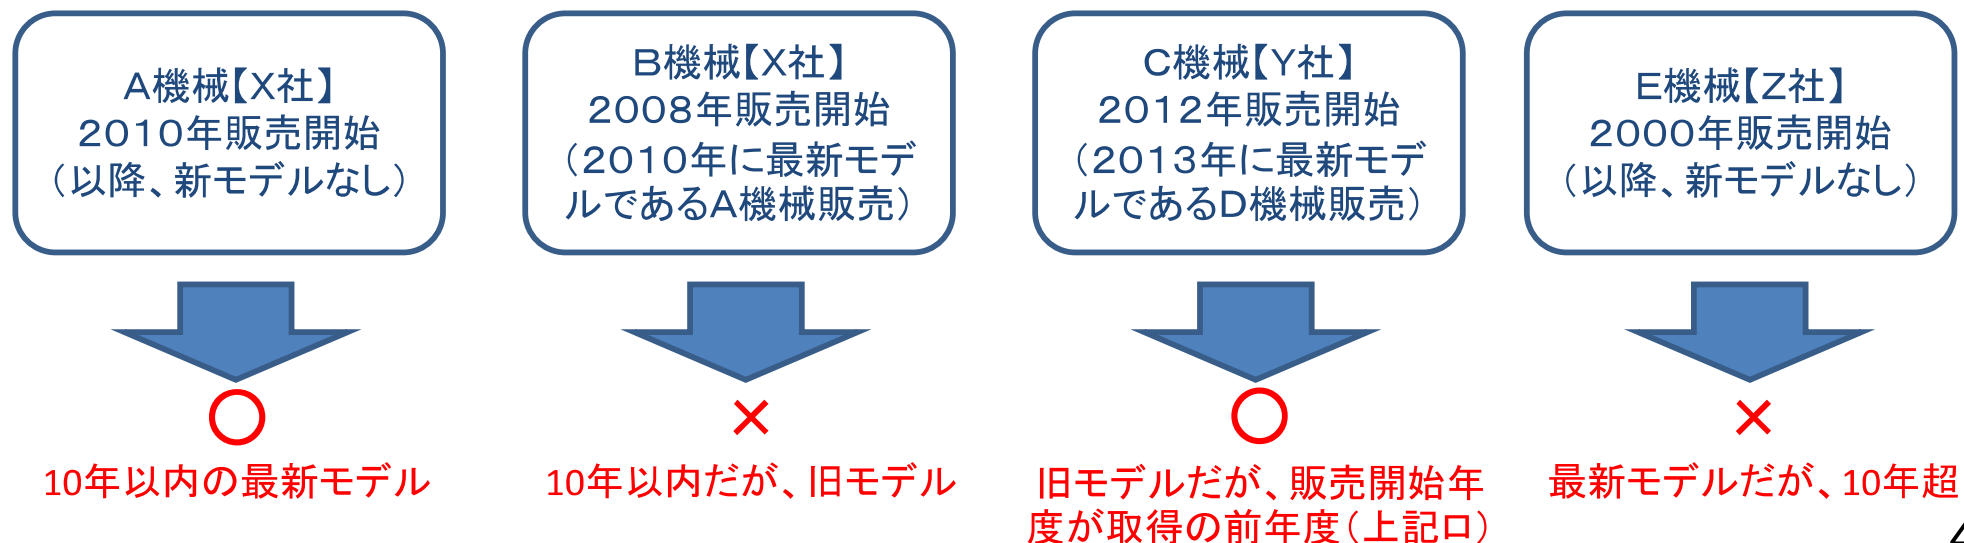 A機械【X社】
2010年販売開始
（以降、新モデルなし）
B機械【X社】
2008年販売開始
（2010年に最新モデ
ルであるA機械販売）
C機械【Y社】
2012年販売開始
（2013年に最新モデ
ルであるD機械販売）
E機械【Z社】
2000年販売開始
（以降、新モデルなし）
○
10年以内の最新モデル
×
10年以内だが、旧モデル
○
旧モデルだが、販売開始年
度が取得の前年度（上記ロ）
×
最新モデルだが、10年超